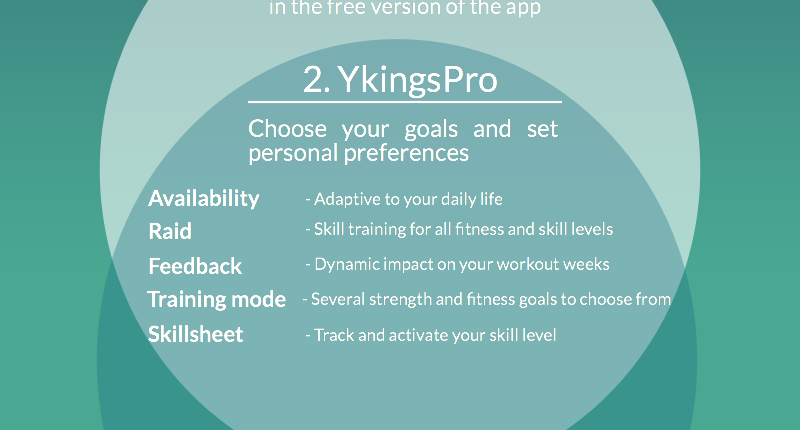 in the free version of the app
2. YkingsPro
Choose your goals and set
personal preferences
Availability - Adaptive to your daily life
Raid - Skill training for all fitness and skill levels
Feedback - Dynamic impact on your workout weeks
Training mode - Several strength and fitness goals to choose from
Skillsheet - Track and activate your skill level